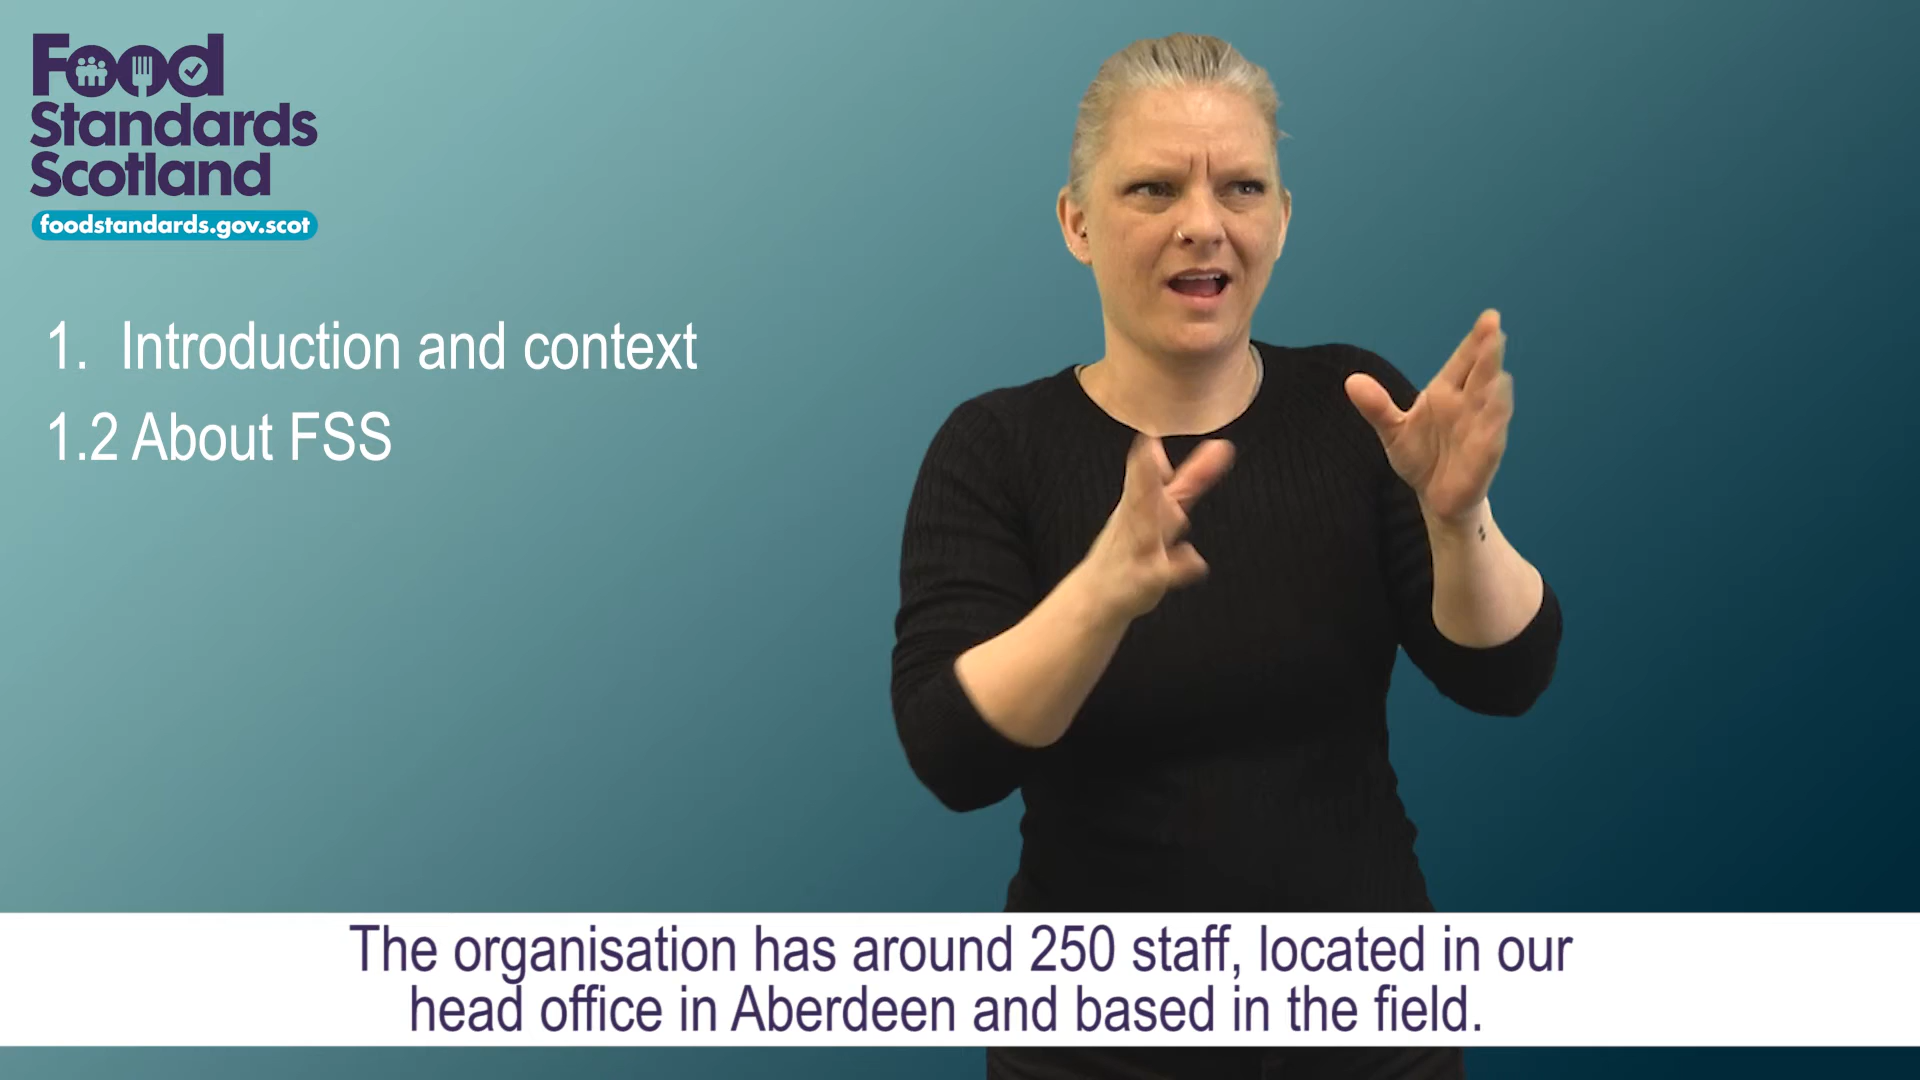 Food
Standards
Scotland
foodstandards.gov.scot
1. Introduction and context
1.2 About FSS
The organisation has around 250 staff, located in our
head office in Aberdeen and based in the field.